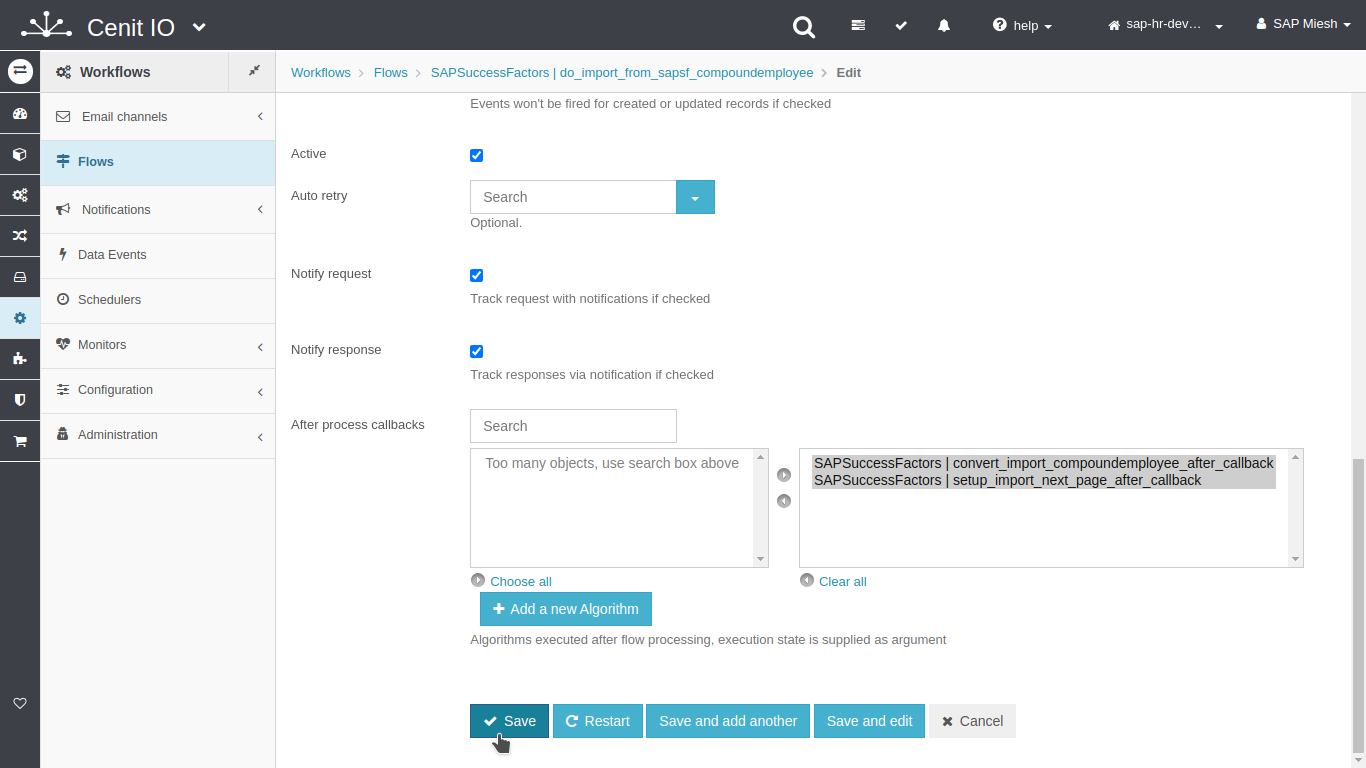 Cenit IO
help
sap-hr-dev…
SAP Miesh
Workflows
Workflows
Flows
SAPSuccessFactors | do_import_from_sapsf_compoundemployee
Edit
Email channels
Flows
Notifications
Data Events
Schedulers
Monitors
Configuration
Administration
Events won't be fired for created or updated records if checked
Active
Auto retry
Search
Optional.
Notify request
Track request with notifications if checked
Notify response
Track responses via notification if checked
After process callbacks
Search
Too many objects, use search box above
SAPSuccessFactors | convert_import_compoundemployee_after_callback
SAPSuccessFactors | setup_import_next_page_after_callback
Choose all
Clear all
Add a new Algorithm
Algorithms executed after flow processing, execution state is supplied as argument
Save
Restart
Save and add another
Save and edit
Cancel